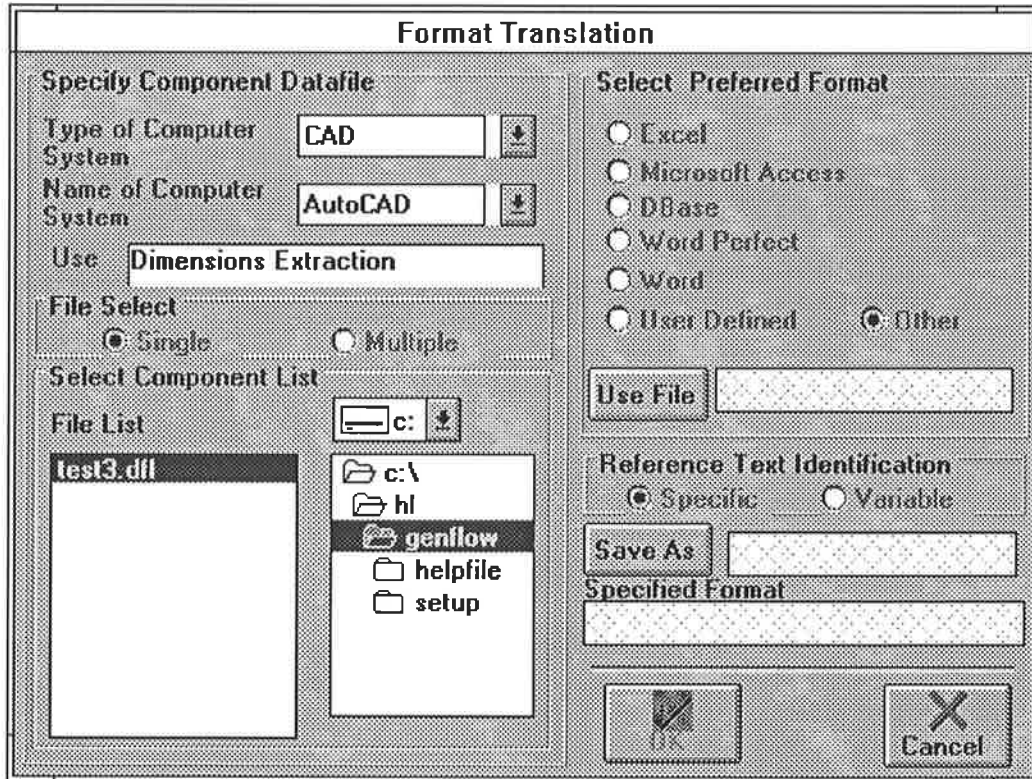 Format Translation
Specify Component Datafile
Type of Computer
System
CAD
Name of Computer
System
AutoCAD
Use
Dimensions Extraction
File Select
Single
Multiple
Select Component List
File List
c:
test3.dfl
c:\
hl
genflow
helpfile
setup
Select Preferred Format
Excel
Microsoft Access
DBase
Word Perfect
Word
User Defined
Other
Use File
Reference Text Identification
Specific
Variable
Save As
Specified Format
OK
Cancel